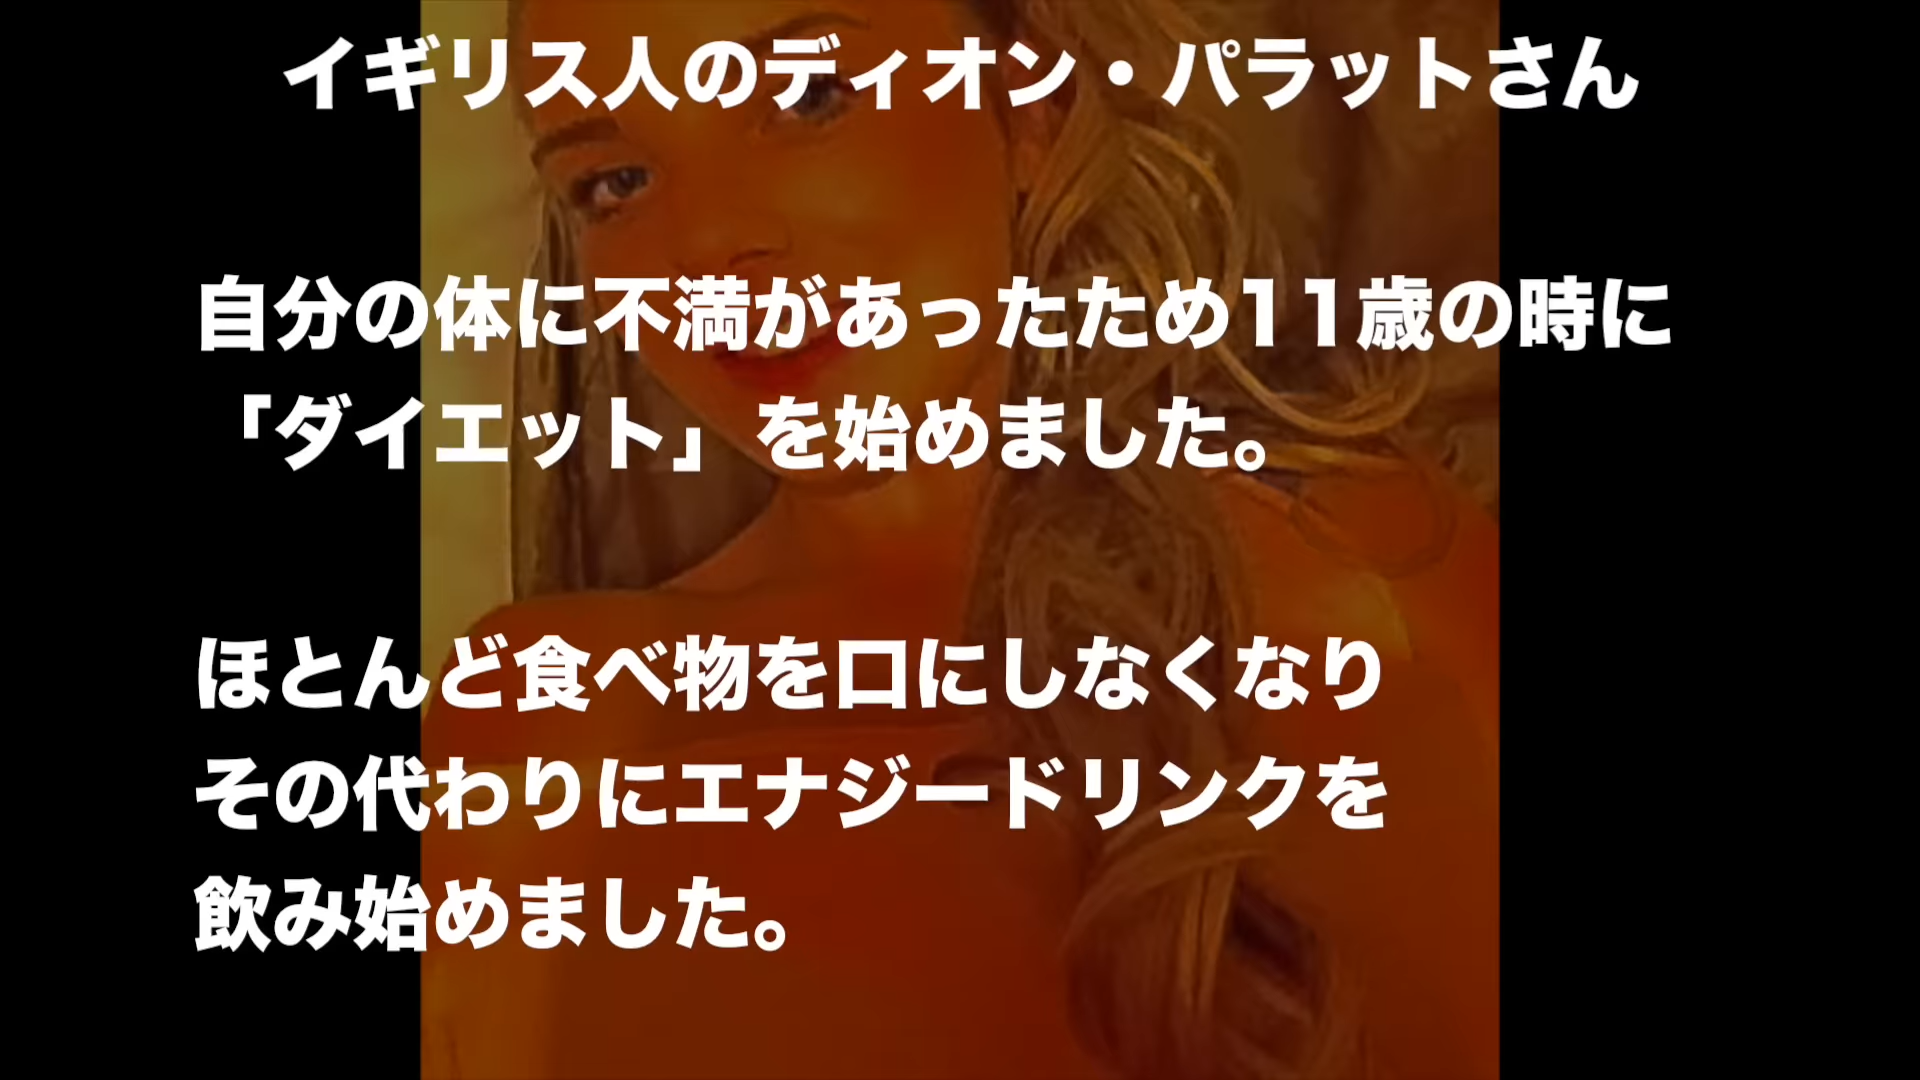 イギリス人のディオン・パラットさん
自分の体に不満があったため11歳の時に
「ダイエット」を始めました。
ほとんど食べ物を口にしなくなり
その代わりにエナジードリンクを
飲み始めました。